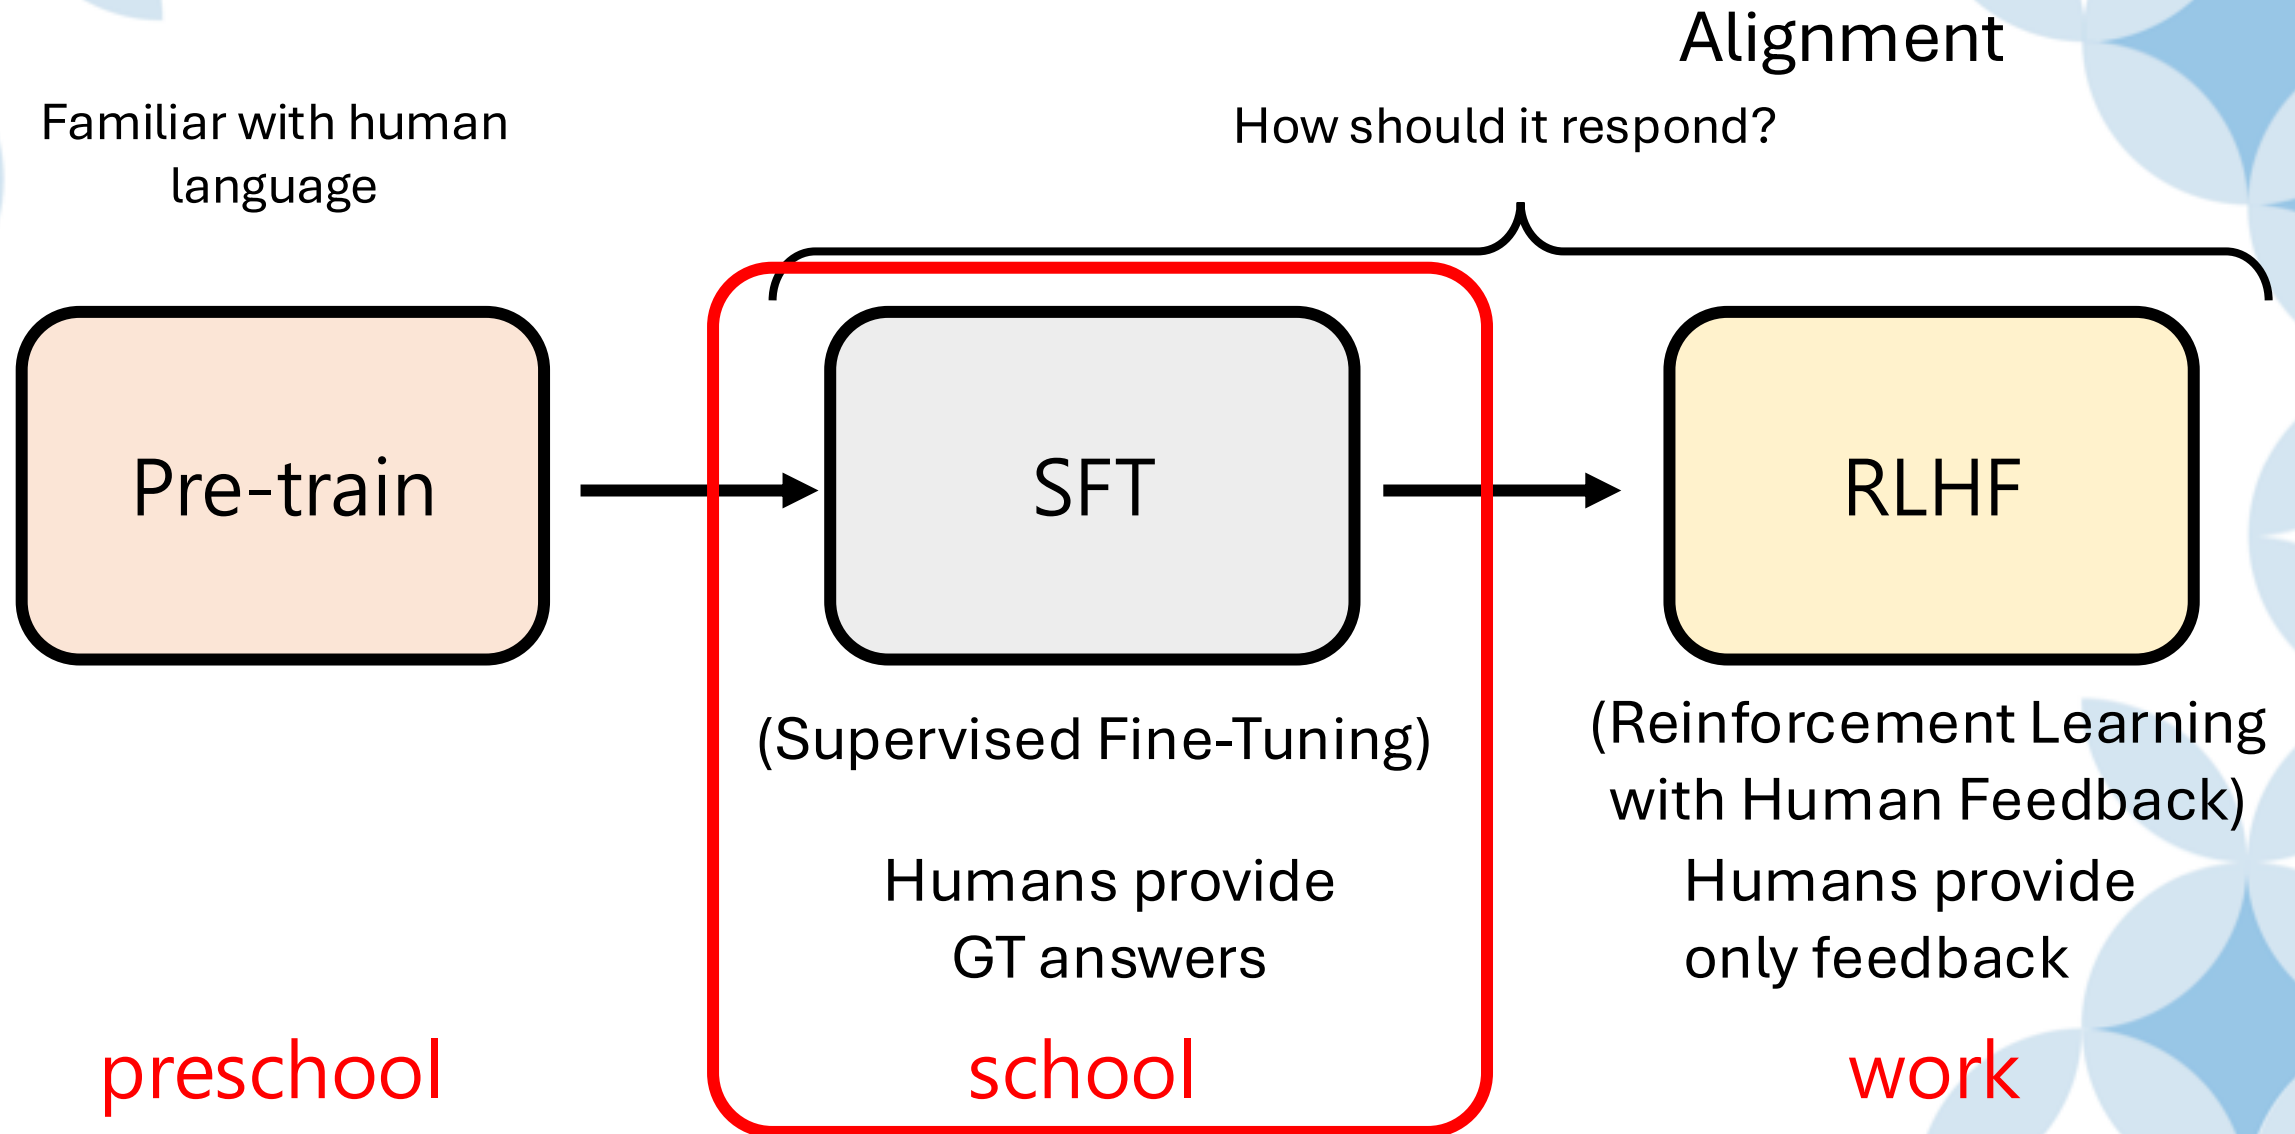 Alignment
Familiar with human
language
How should it respond?
Pre-train
SFT
RLHF
(Supervised Fine-Tuning)
(Reinforcement Learning
with Human Feedback)
Humans provide
GT answers
Humans provide
only feedback
preschool
school
work